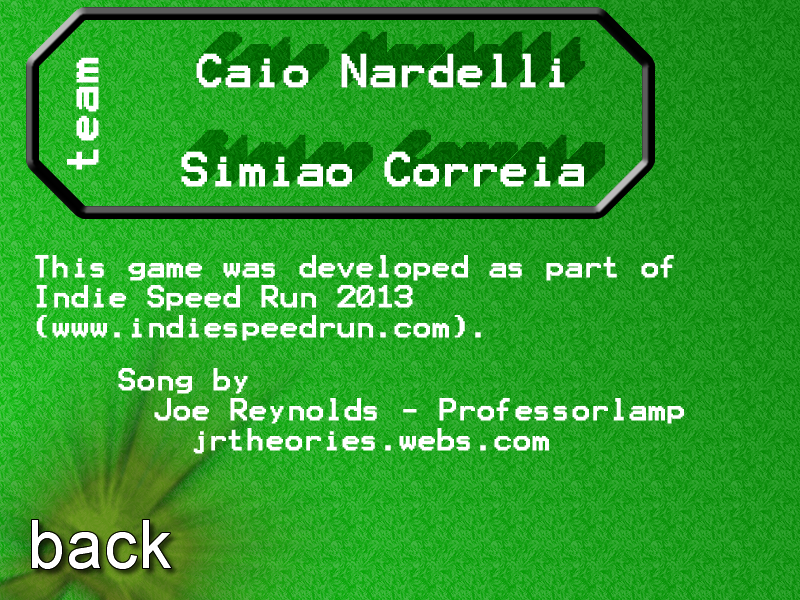 team
Caio Nardelli
Simiao Correia
This game was developed as part of
Indie Speed Run 2013
(www.indiespeedrun.com).
Song by
Joe Reynolds - Professorlamp
jrtheories.webs.com
back